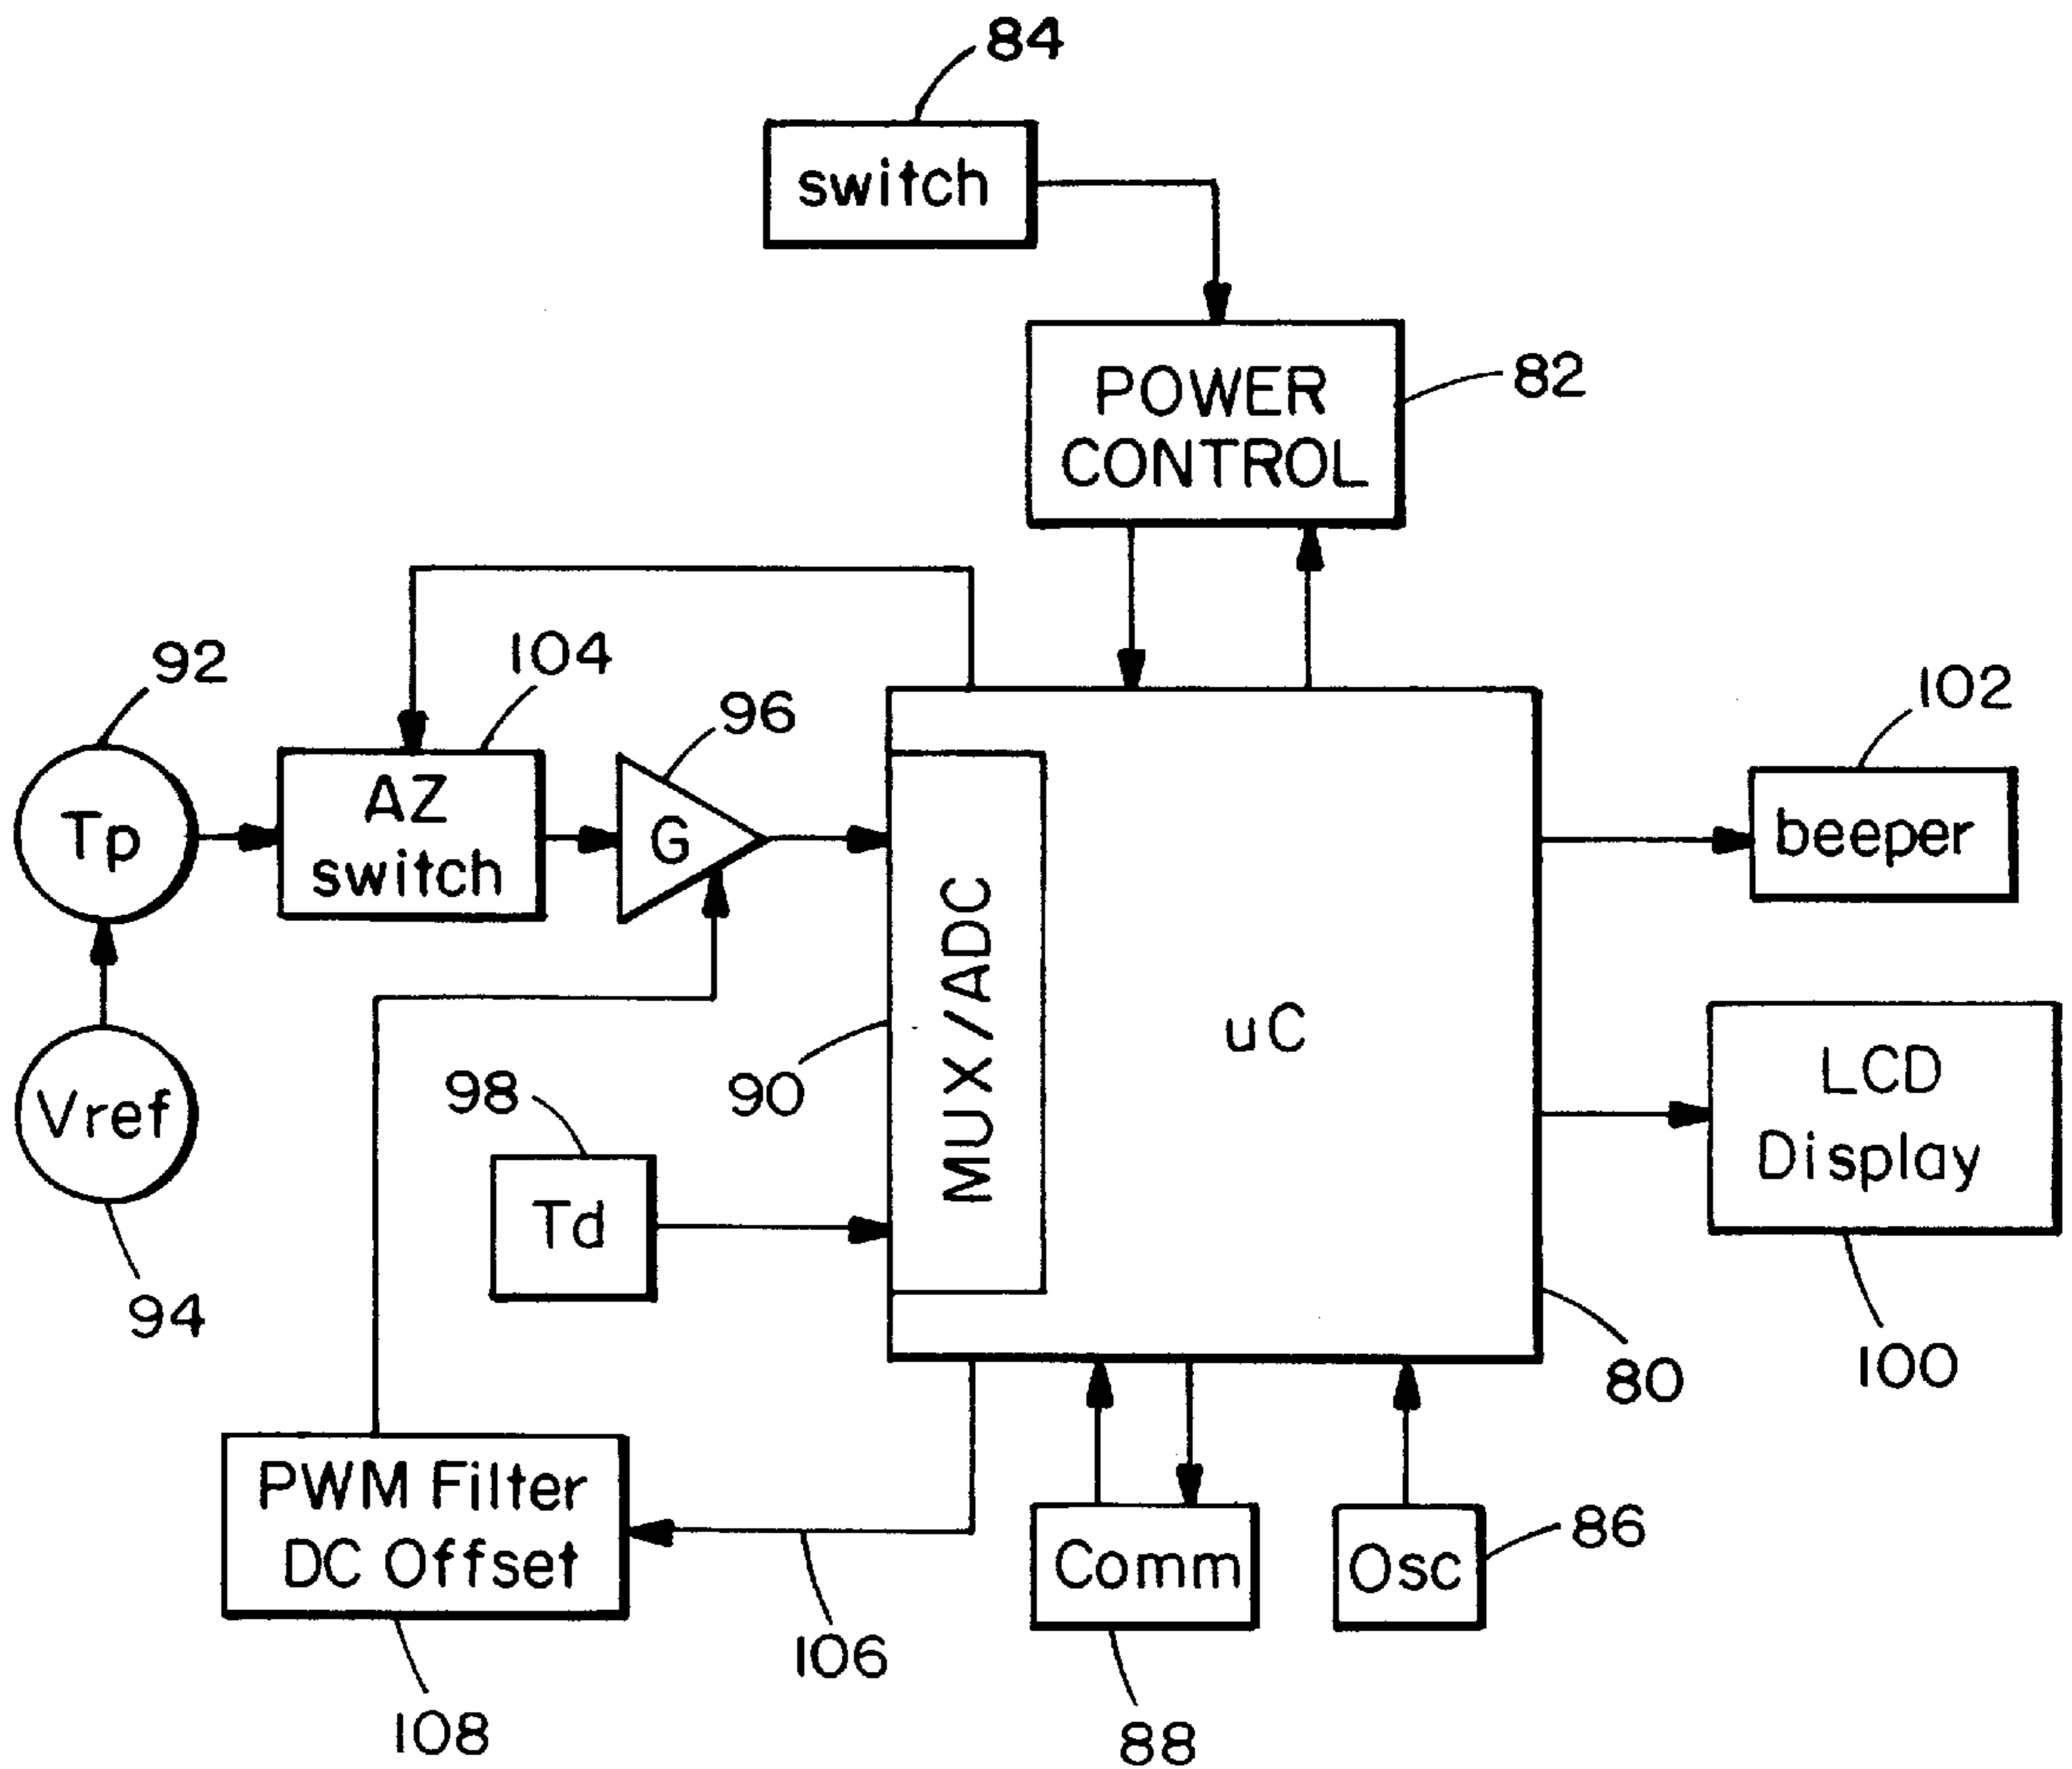 84
switch
82
POWER
CONTROL
92
104
96
102
Tp
AZ
switch
G
beeper
MUX/ADC
uC
Vref
98
90
LCD
Display
Td
94
80
100
PWM Filter
DC Offset
106
Comm
Osc
86
108
88